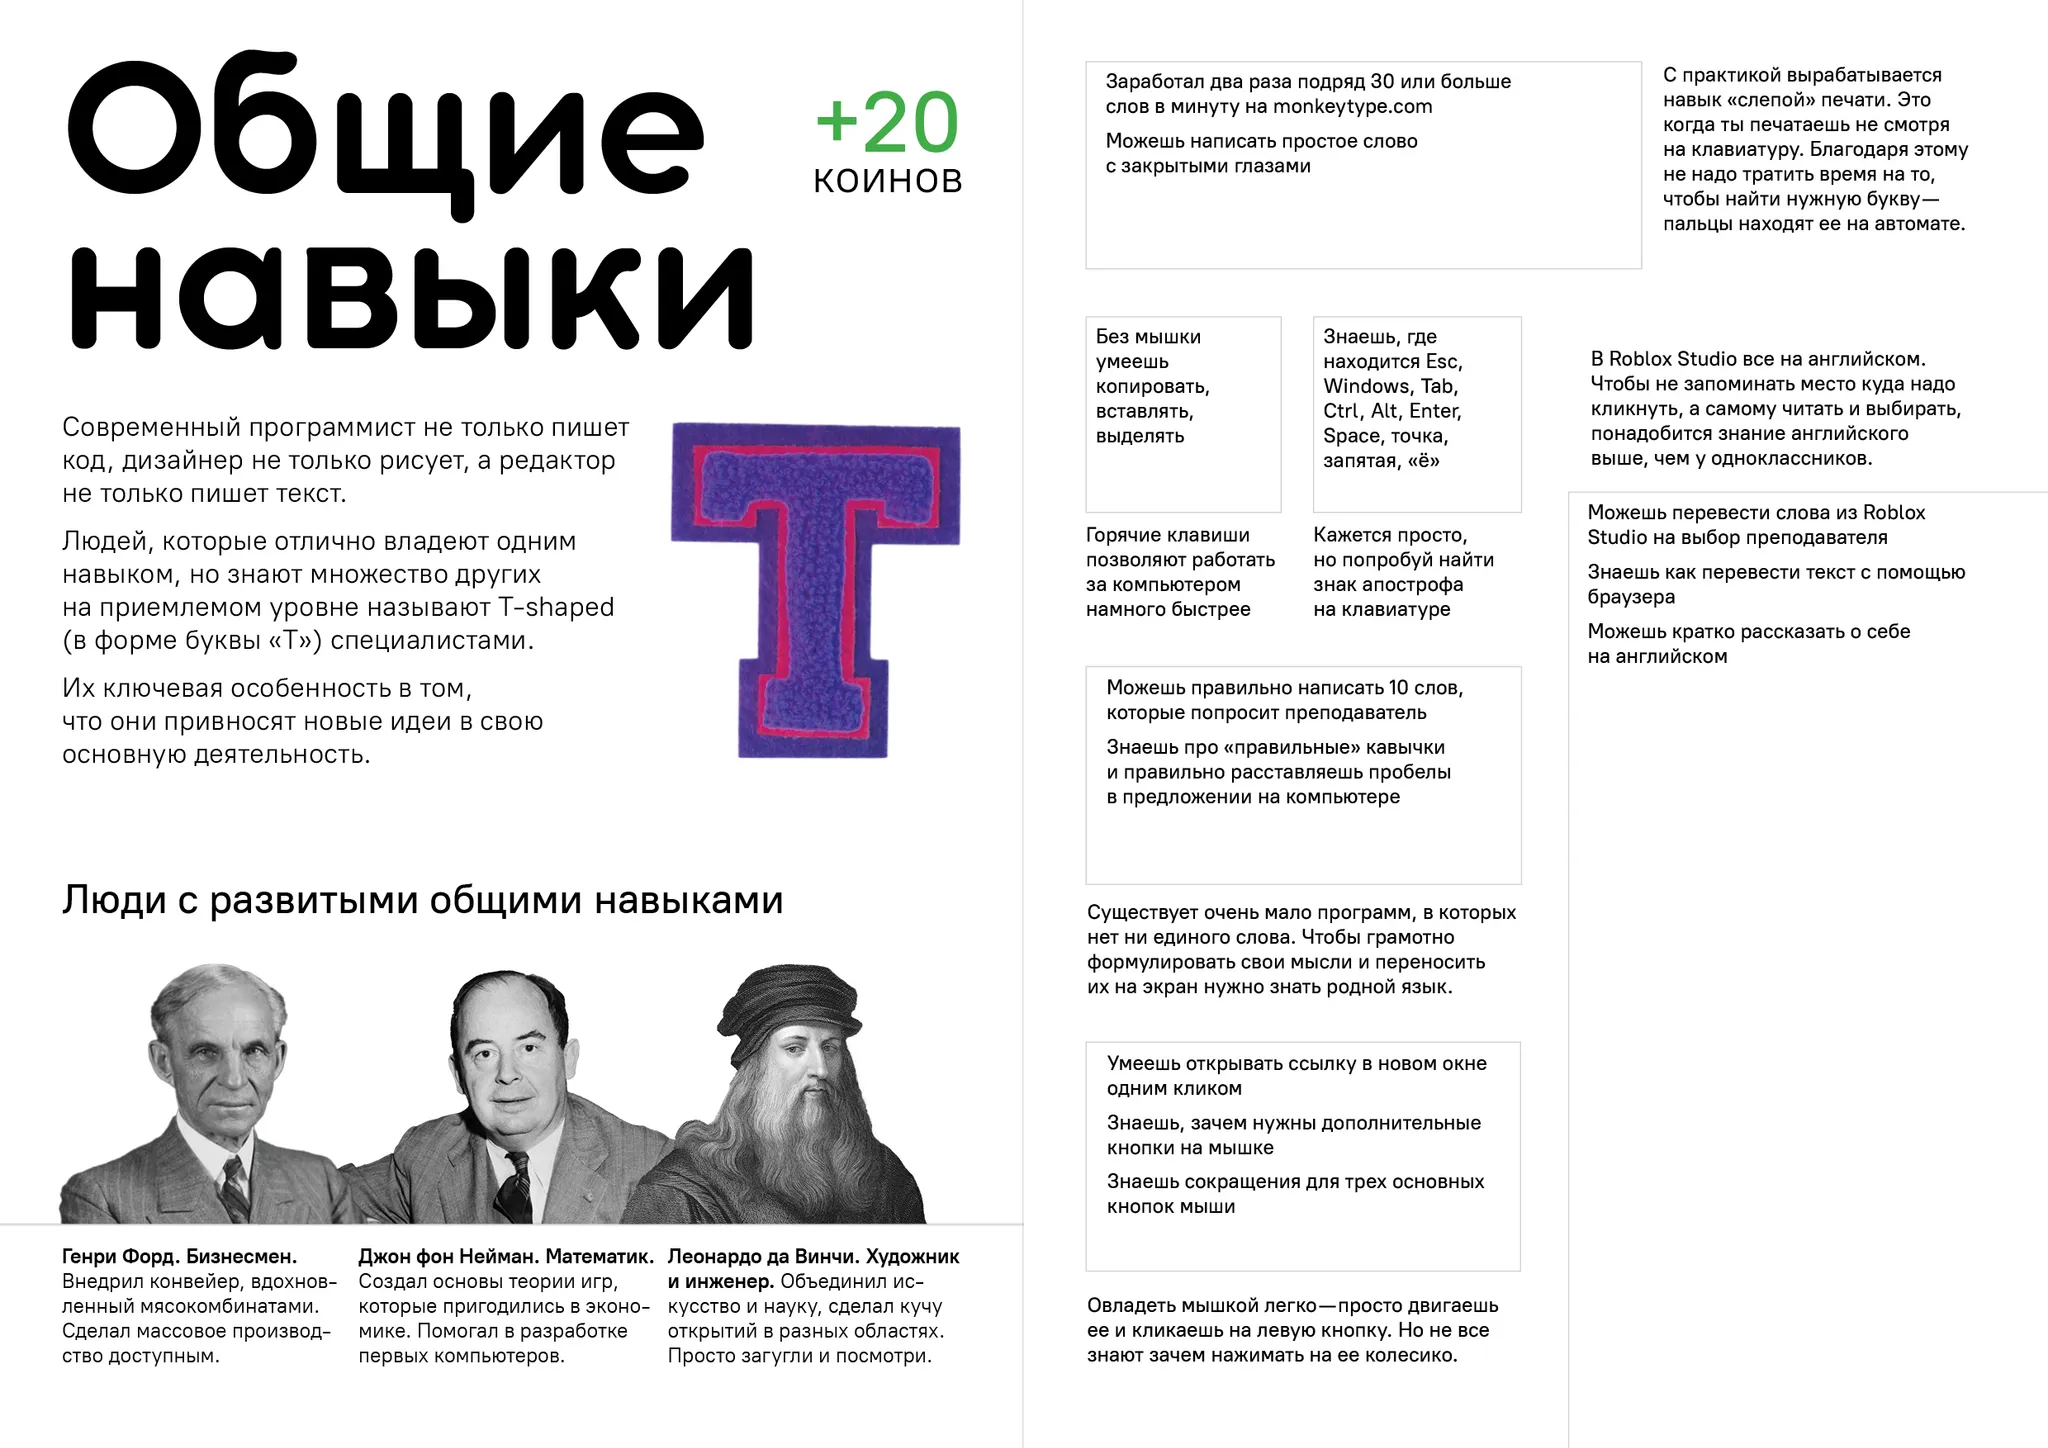 Общие
навыки
+20
коинов
Современный программист не только пишет
код, дизайнер не только рисует, а редактор
не только пишет текст.
Людей, которые отлично владеют одним
навыком, но знают множество других
на приемлемом уровне называют T-shaped
(в форме буквы «Т») специалистами.
Их ключевая особенность в том,
что они привносят новые идеи в свою
основную деятельность.
T
Люди с развитыми общими навыками
Генри Форд. Бизнесмен.
Внедрил конвейер, вдохнов-
ленный мясокомбинатами.
Сделал массовое производ-
ство доступным.
Джон фон Нейман. Математик.
Создал основы теории игр,
которые пригодились в эконо-
мике. Помогал в разработке
первых компьютеров.
Леонардо да Винчи. Художник
и инженер. Объединил ис-
кусство и науку, сделал кучу
открытий в разных областях.
Просто загугли и посмотри.
Заработал два раза подряд 30 или больше
слов в минуту на monkeytype.com
Можешь написать простое слово
с закрытыми глазами
С практикой вырабатывается
навык «слепой» печати. Это
когда ты печатаешь не смотря
на клавиатуру. Благодаря этому
не надо тратить время на то,
чтобы найти нужную букву—
пальцы находят ее на автомате.
Без мышки
умеешь
копировать,
вставлять,
выделять
Горячие клавиши
позволяют работать
за компьютером
намного быстрее
Знаешь, где
находится Esc,
Windows, Tab,
Ctrl, Alt, Enter,
Space, точка,
запятая, «ё»
Кажется просто,
но попробуй найти
знак апострофа
на клавиатуре
В Roblox Studio все на английском.
Чтобы не запоминать место куда надо
кликнуть, а самому читать и выбирать,
понадобится знание английского
выше, чем у одноклассников.
Можешь перевести слова из Roblox
Studio на выбор преподавателя
Знаешь как перевести текст с помощью
браузера
Можешь кратко рассказать о себе
на английском
Можешь правильно написать 10 слов,
которые попросит преподаватель
Знаешь про «правильные» кавычки
и правильно расставляешь пробелы
в предложении на компьютере
Существует очень мало программ, в которых
нет ни единого слова. Чтобы грамотно
формулировать свои мысли и переносить
их на экран нужно знать родной язык.
Умеешь открывать ссылку в новом окне
одним кликом
Знаешь, зачем нужны дополнительные
кнопки на мышке
Знаешь сокращения для трех основных
кнопок мыши
Овладеть мышкой легко—просто двигаешь
ее и кликаешь на левую кнопку. Но не все
знают зачем нажимать на ее колесико.